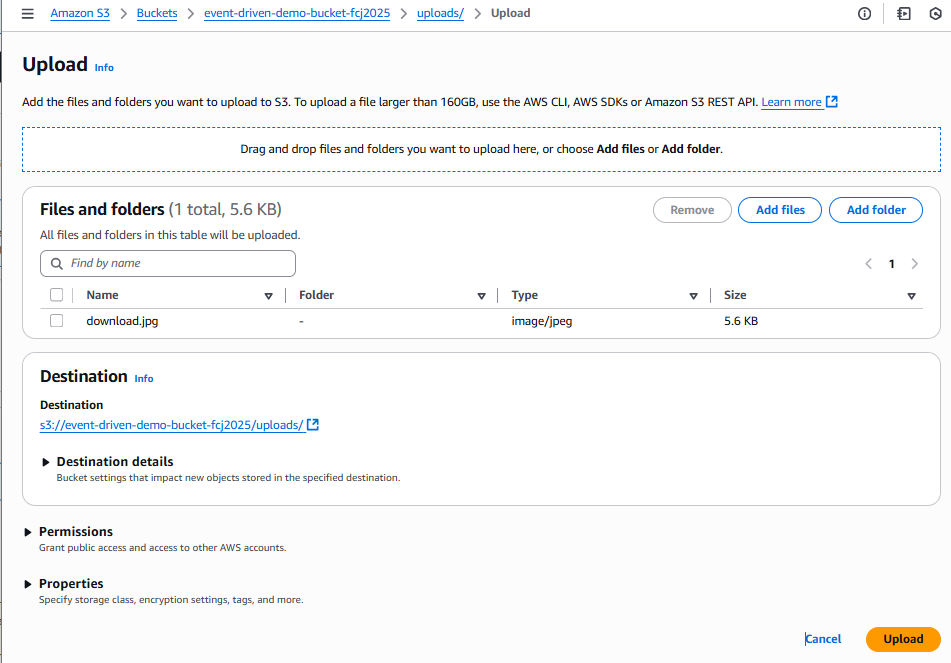 Amazon S3 > Buckets > event-driven-demo-bucket-fcj2025 > uploads/ > Upload
Upload Info
Add the files and folders you want to upload to S3. To upload a file larger than 160GB, use the AWS CLI, AWS SDKs or Amazon S3 REST API. Learn more
Drag and drop files and folders you want to upload here, or choose Add files or Add folder.
Files and folders (1 total, 5.6 KB)
Remove Add files Add folder
All files and folders in this table will be uploaded.
Find by name
1
Name Folder Type Size
download.jpg - image/jpeg 5.6 KB
Destination Info
Destination
s3://event-driven-demo-bucket-fcj2025/uploads/
Destination details
Bucket settings that impact new objects stored in the specified destination.
Permissions
Grant public access and access to other AWS accounts.
Properties
Specify storage class, encryption settings, tags, and more.
Cancel Upload